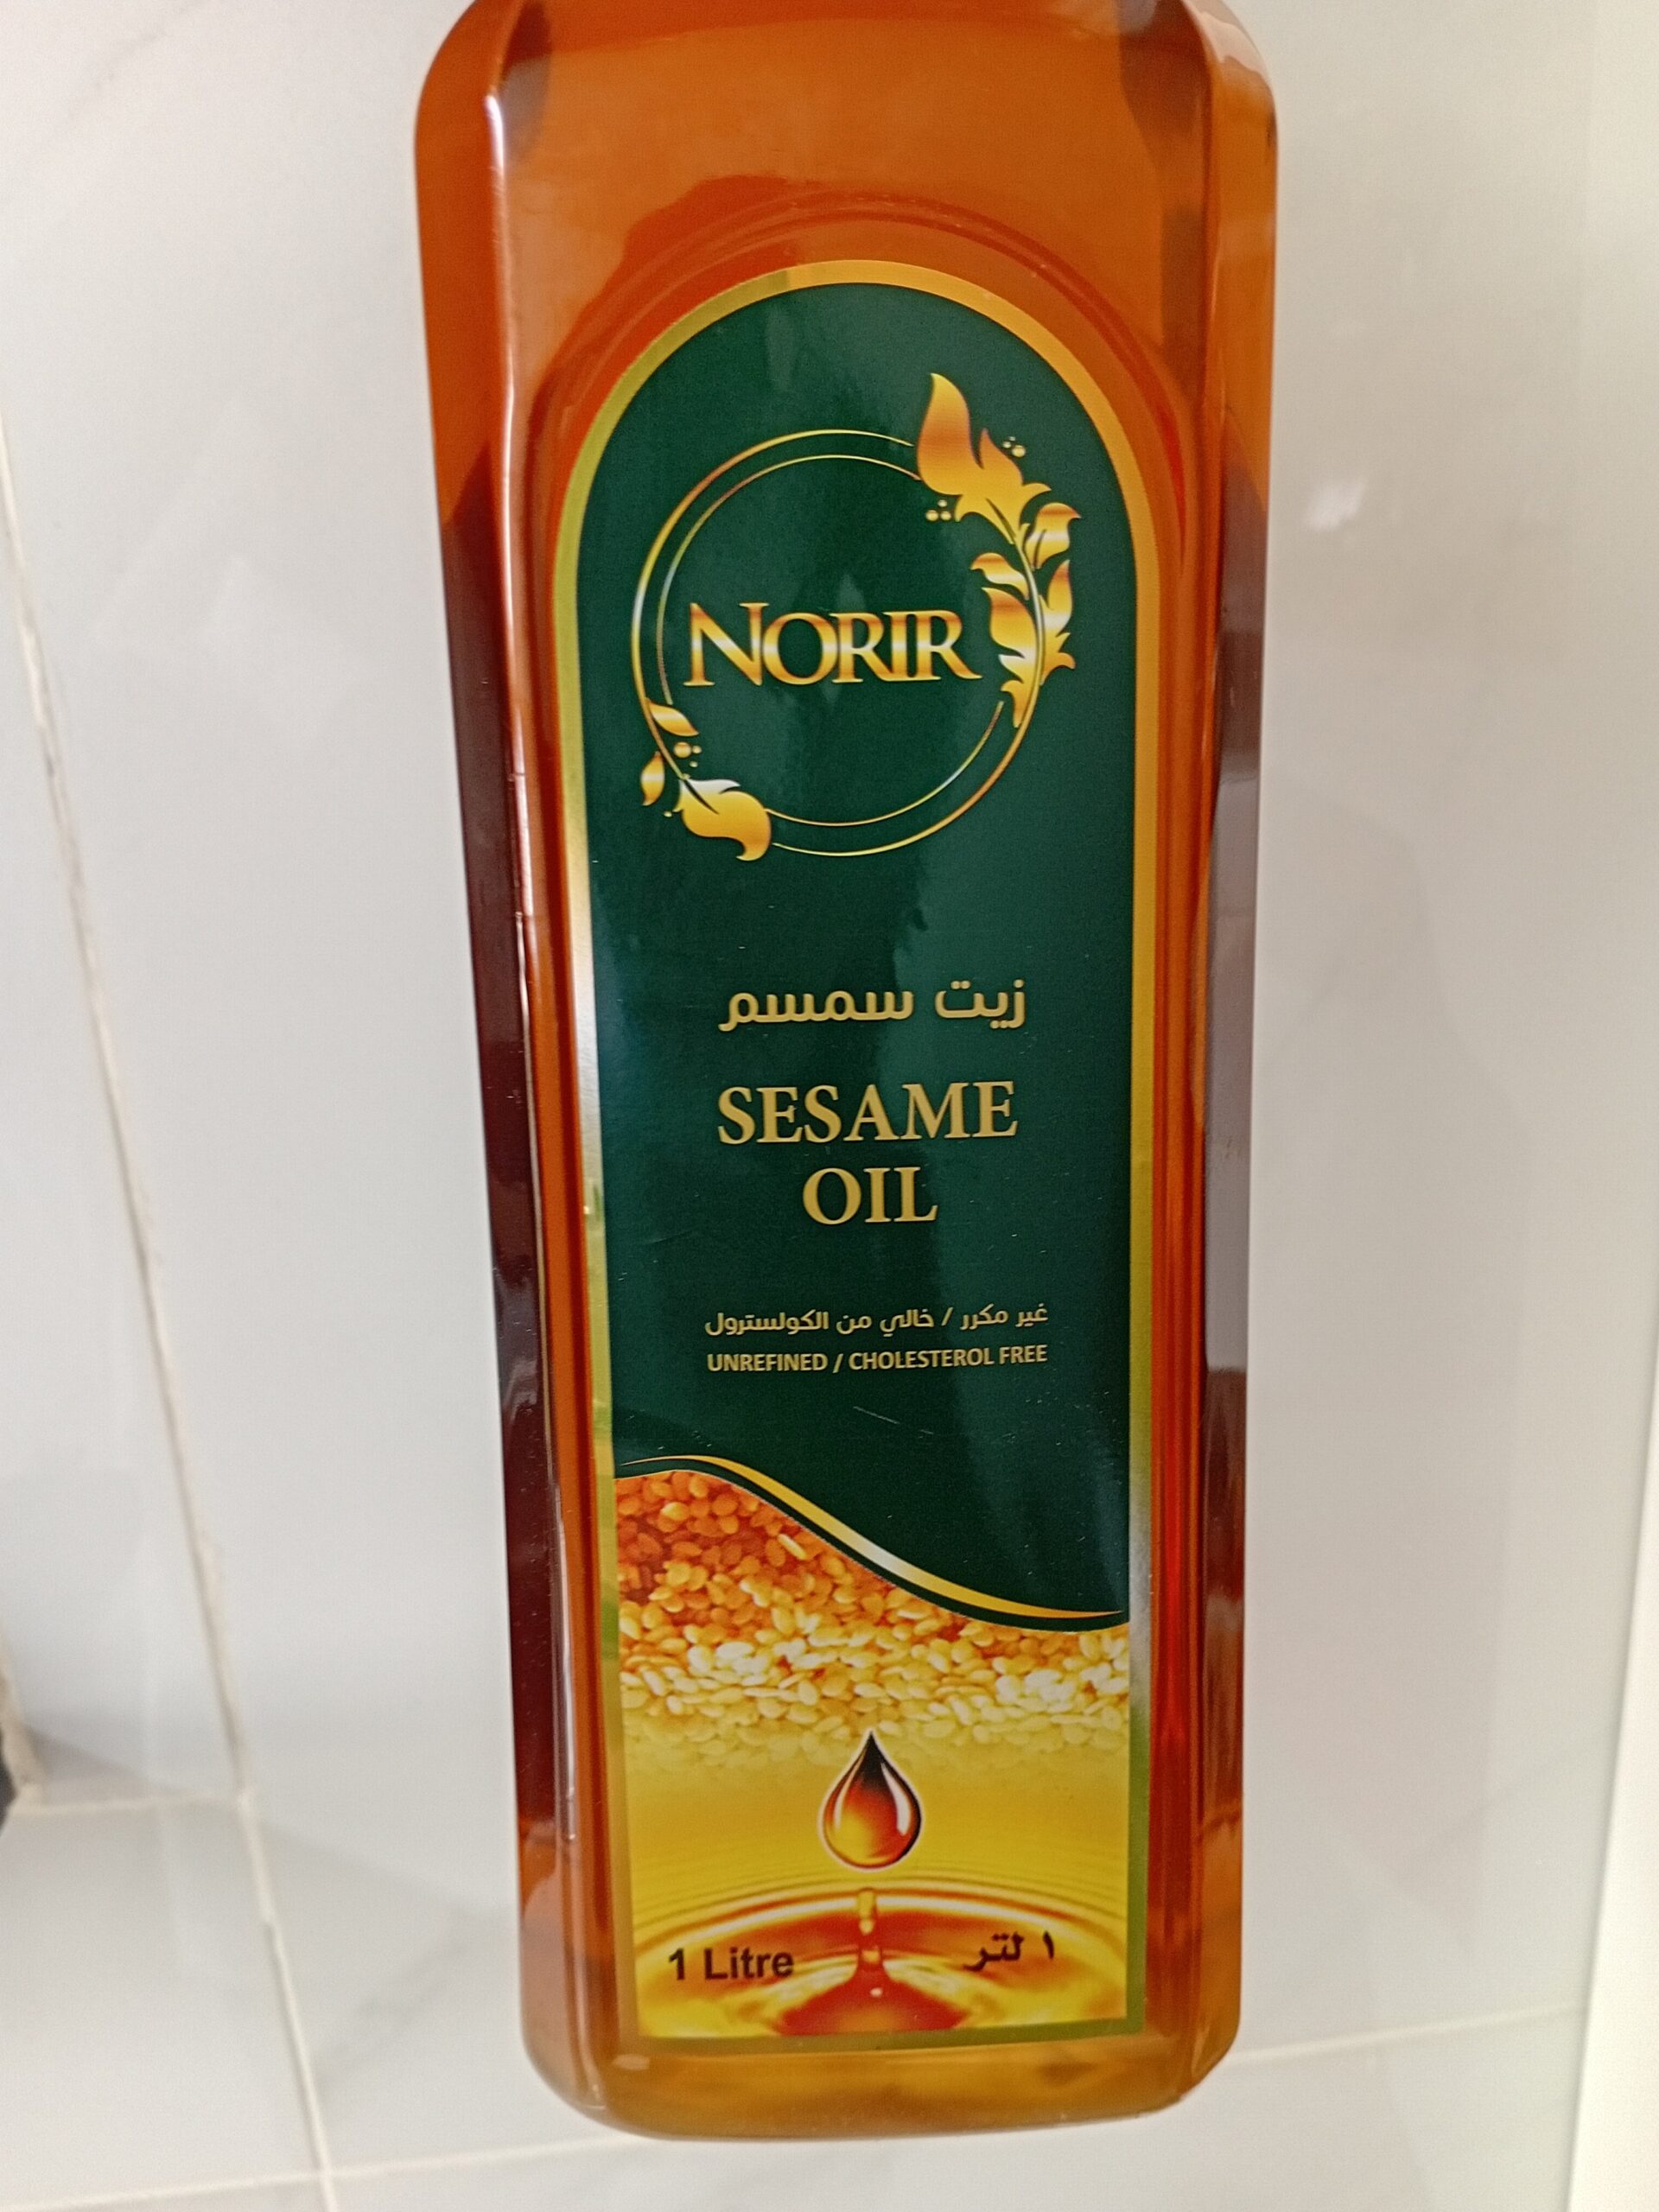 NORIR
زيت سمسم
SESAME
OIL
غير مكرر / خالي من الكولسترول
UNREFINED / CHOLESTEROL FREE
1 Litre ١ لتر